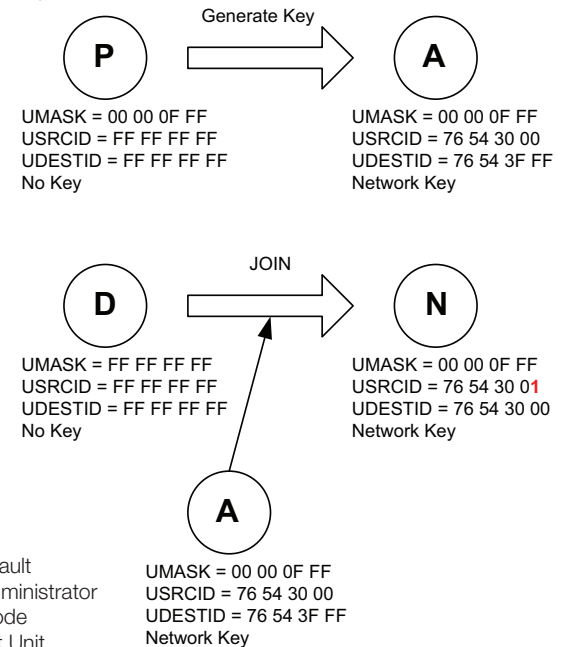 Generate Key
P
A
UMASK = 00 00 0F FF
USRCID = FF FF FF FF
UDESTID = FF FF FF FF
No Key
UMASK = 00 00 0F FF
USRCID = 76 54 30 00
UDESTID = 76 54 3F FF
Network Key
JOIN
D
N
UMASK = FF FF FF FF
USRCID = FF FF FF FF
UDESTID = FF FF FF FF
No Key
UMASK = 00 00 0F FF
USRCID = 76 54 30 01
UDESTID = 76 54 30 00
Network Key
A
UMASK = 00 00 0F FF
USRCID = 76 54 30 00
UDESTID = 76 54 3F FF
Network Key
ault
ministrator
ode
Unit